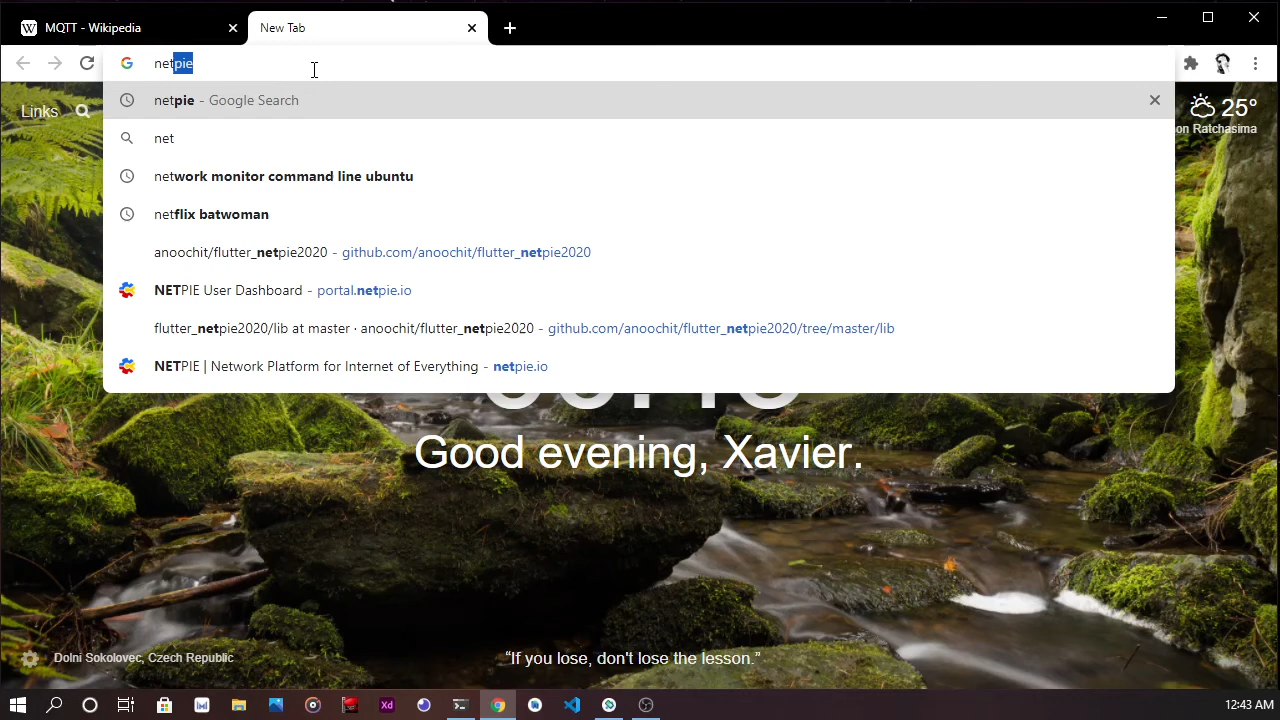 MQTT - Wikipedia
New Tab
netpie
netpie - Google Search
net
network monitor command line ubuntu
netflix batwoman
anoochit/flutter_netpie2020 - github.com/anoochit/flutter_netpie2020
NETPIE User Dashboard - portal.netpie.io
flutter_netpie2020/lib at master · anoochit/flutter_netpie2020 - github.com/anoochit/flutter_netpie2020/tree/master/lib
NETPIE | Network Platform for Internet of Everything - netpie.io
Links
25°
on Ratchasima
Good evening, Xavier.
Dolni Sokolovec, Czech Republic
“If you lose, don't lose the lesson.”
Xd
12:43 AM